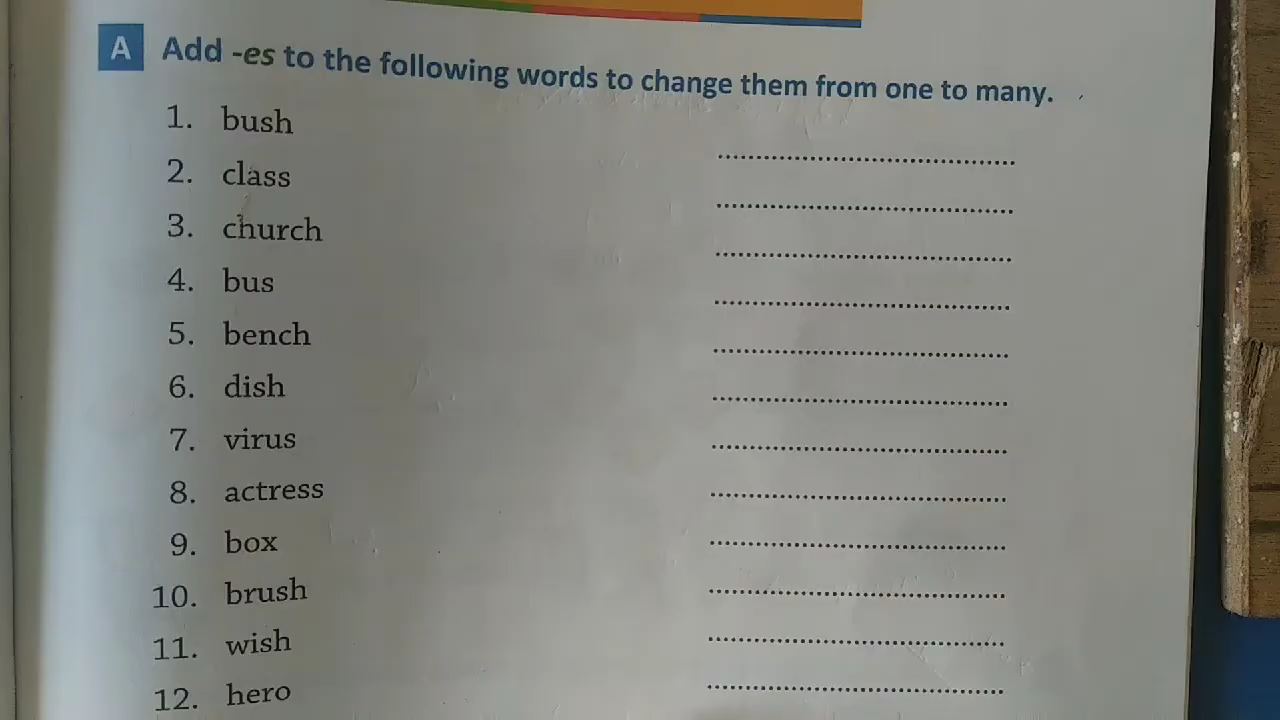 A Add -es to the following words to change them from one to many.
1. bush ........................................
2. class ........................................
3. church ........................................
4. bus ........................................
5. bench ........................................
6. dish ........................................
7. virus ........................................
8. actress ........................................
9. box ........................................
10. brush ........................................
11. wish ........................................
12. hero ........................................